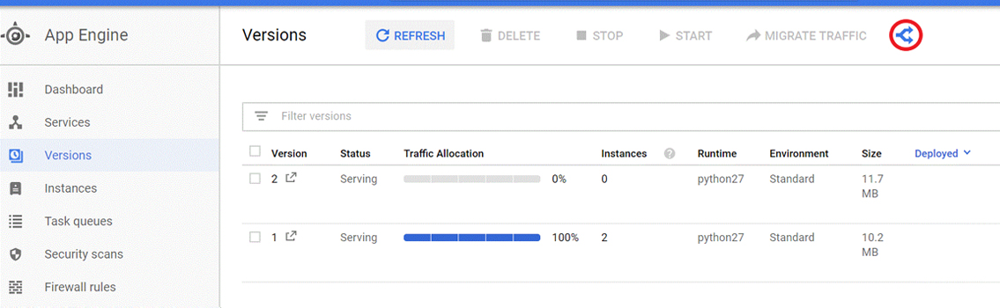 App Engine
Versions
REFRESH
DELETE
STOP
START
MIGRATE TRAFFIC
Dashboard
Services
Versions
Instances
Task queues
Security scans
Firewall rules
Filter versions
Version Status Traffic Allocation Instances ? Runtime Environment Size Deployed
2 Serving 0% 0 python27 Standard 11.7
MB
1 Serving 100% 2 python27 Standard 10.2
MB